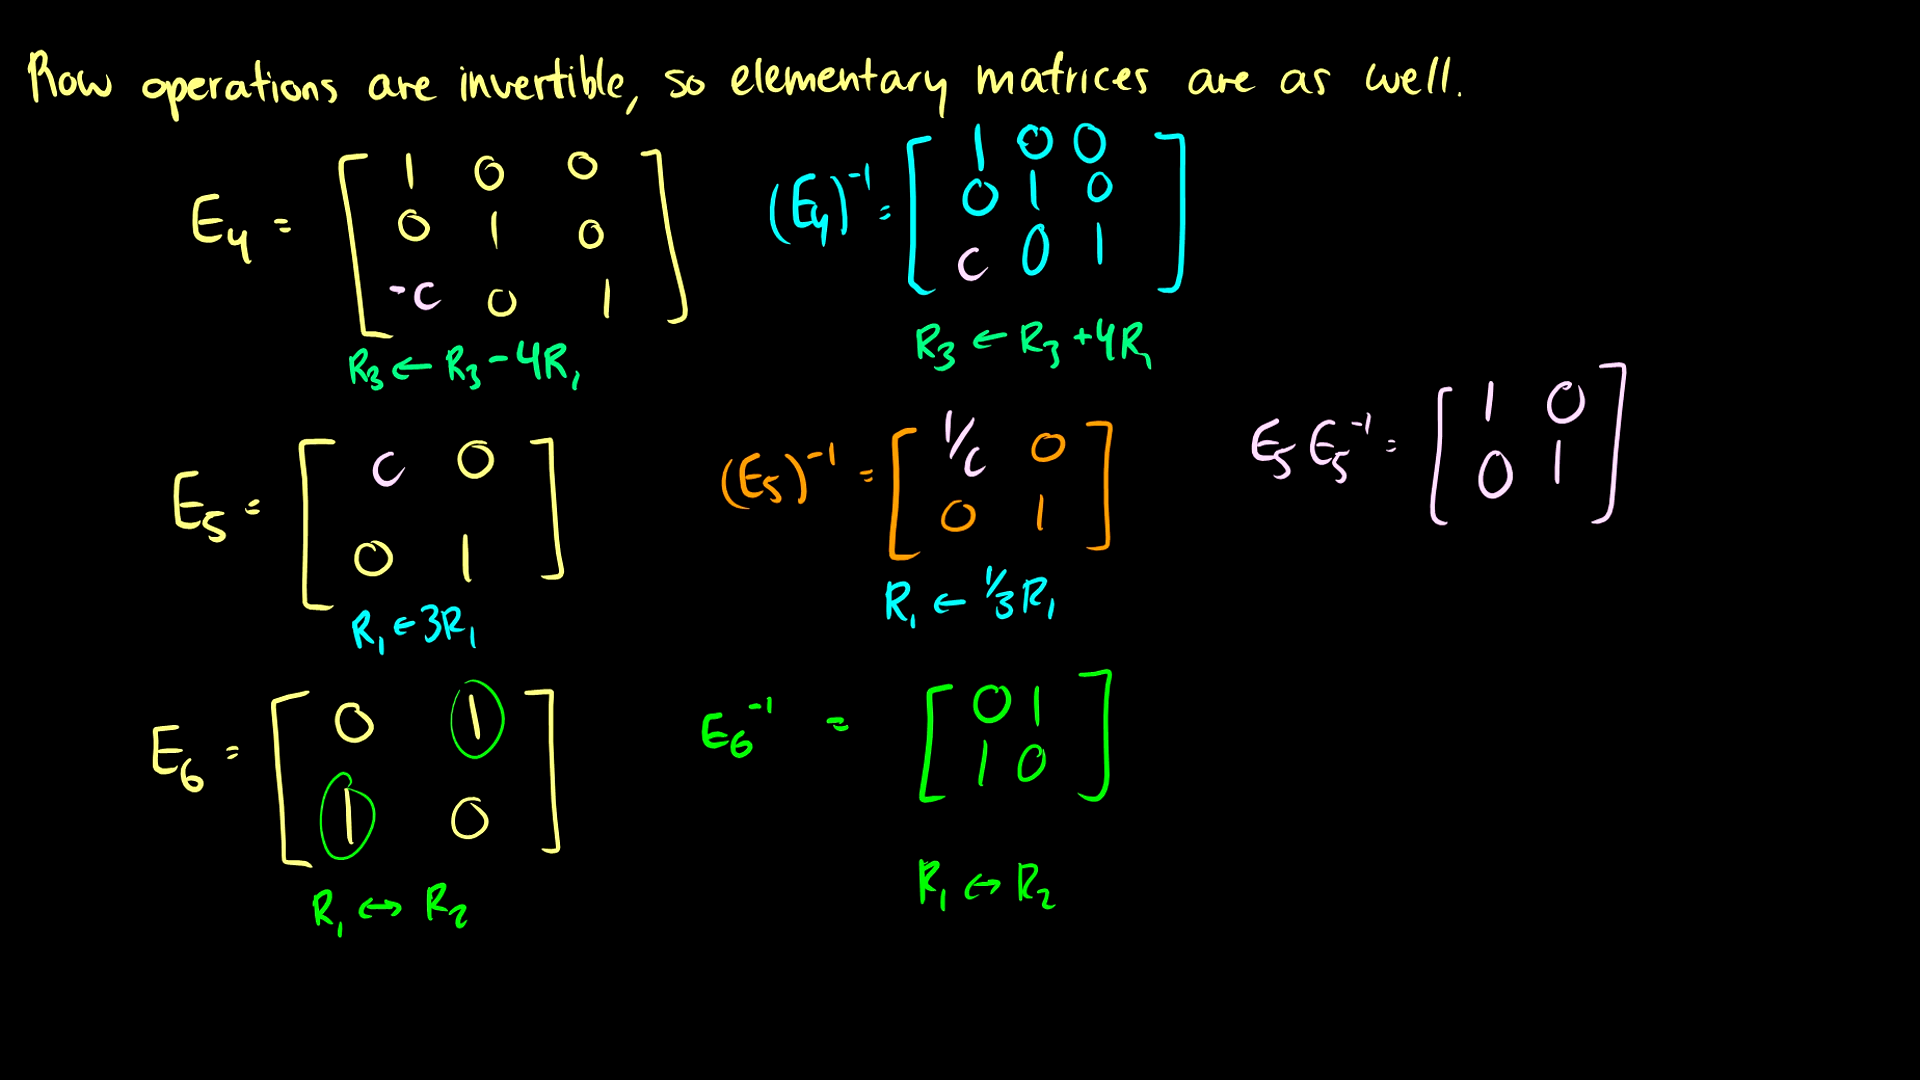 Row operations are invertible, so elementary matrices are as well.
E₄ = [ 1 0 0
0 1 0
-c 0 1 ]
R₃ ← R₃ - 4R₁
(E₄)⁻¹ = [ 1 0 0
0 1 0
c 0 1 ]
R₃ ← R₃ + 4R₁
E₅ = [ c 0
0 1 ]
R₁ ← 3R₁
(E₅)⁻¹ = [ 1/c 0
0 1 ]
R₁ ← 1/3 R₁
E₅ E₅⁻¹ = [ 1 0
0 1 ]
E₆ = [ 0 1
1 0 ]
R₁ ↔ R₂
E₆⁻¹ = [ 0 1
1 0 ]
R₁ ↔ R₂